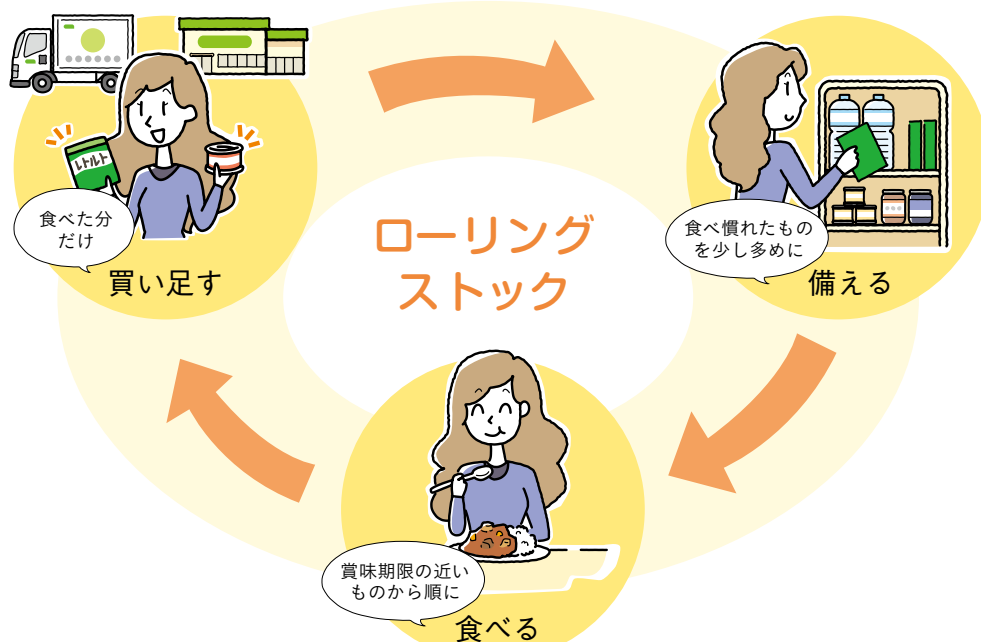 レトルト
食べた分
だけ
買い足す
ローリング
ストック
食べ慣れたもの
を少し多めに
備える
賞味期限の近い
ものから順に
食べる